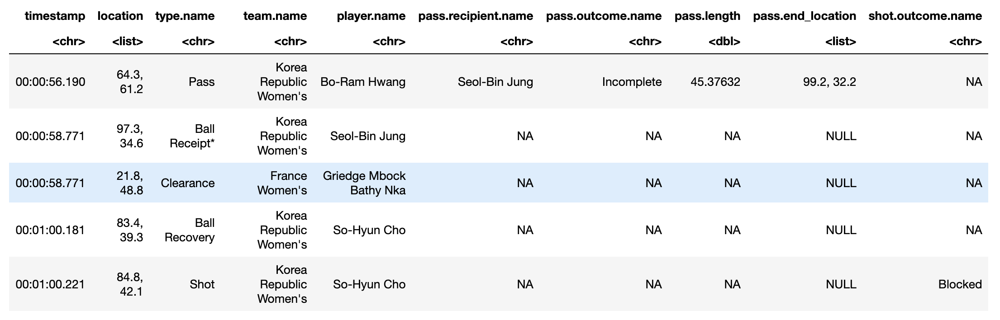 timestamp location type.name team.name player.name pass.recipient.name pass.outcome.name pass.length pass.end_location shot.outcome.name
<chr> <list> <chr> <chr> <chr> <chr> <chr> <dbl> <list> <chr>
00:00:56.190 64.3, 61.2 Pass Korea Republic Women's Bo-Ram Hwang Seol-Bin Jung Incomplete 45.37632 99.2, 32.2 NA
00:00:58.771 97.3, 34.6 Ball Receipt* Korea Republic Women's Seol-Bin Jung NA NA NA NULL NA
00:00:58.771 21.8, 48.8 Clearance France Women's Griedge Mbock Bathy Nka NA NA NA NULL NA
00:01:00.181 83.4, 39.3 Ball Recovery Korea Republic Women's So-Hyun Cho NA NA NA NULL NA
00:01:00.221 84.8, 42.1 Shot Korea Republic Women's So-Hyun Cho NA NA NA NULL Blocked